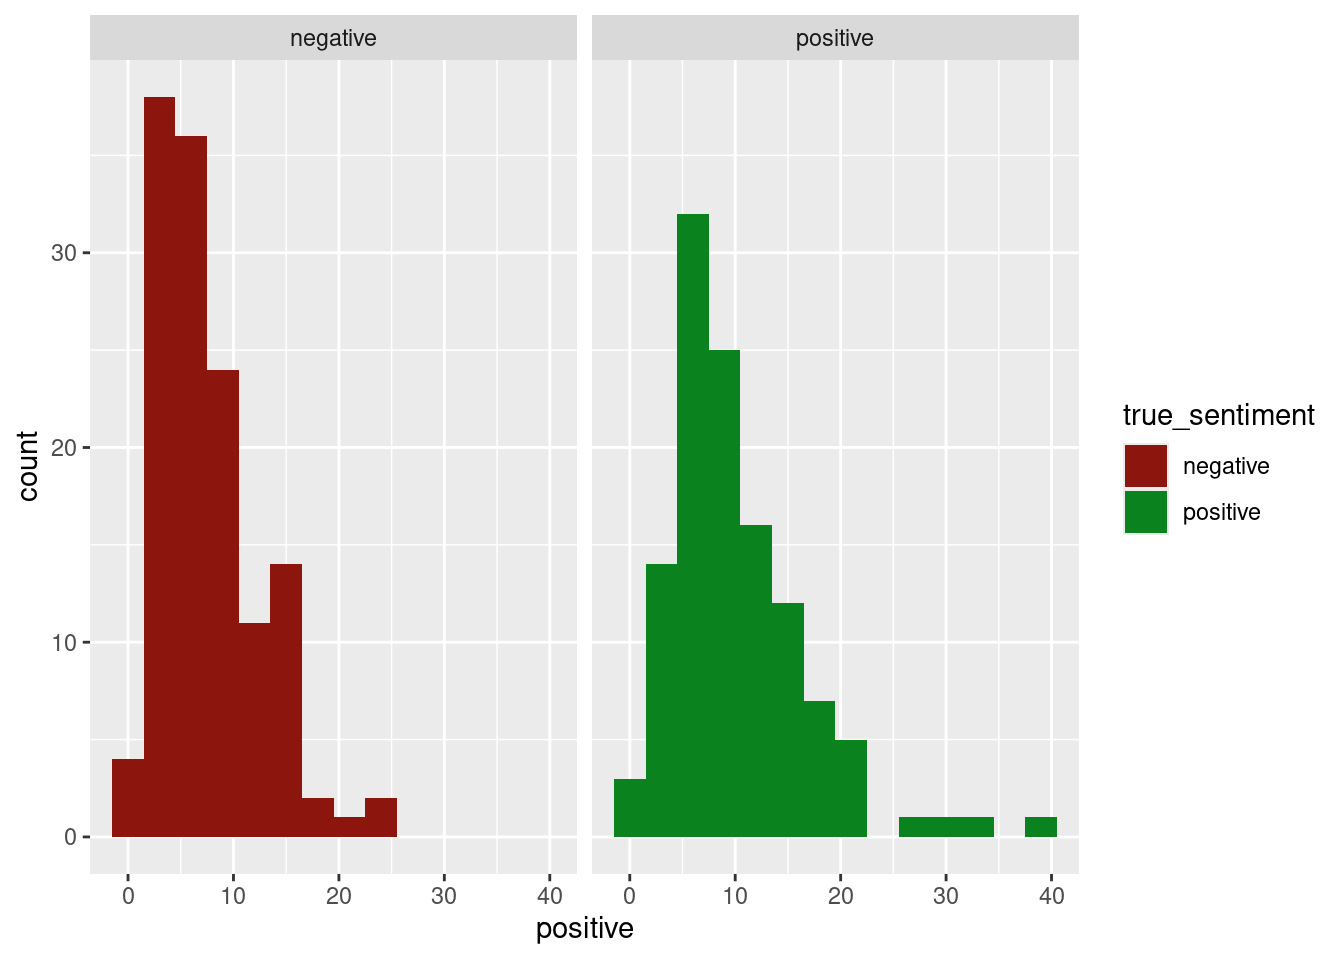 negative
positive
30
20
10
0
count
0 10 20 30 40
0 10 20 30 40
positive
true_sentiment
negative
positive